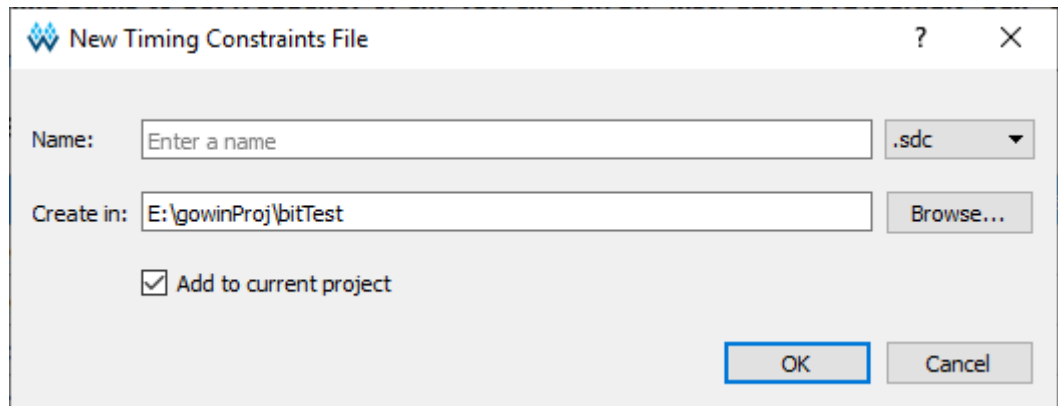 New Timing Constraints File
Name: Enter a name .sdc
Create in: E:\gowinProj\bitTest Browse...
Add to current project
OK Cancel